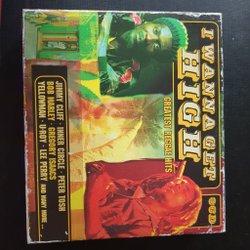 I WANNA GET
HIGH
GREATEST REGGAE HITS
3CD
JIMMY CLIFF · INNER CIRCLE · PETER TOSH
BOB MARLEY · GREGORY ISAACS
YELLOWMAN · U-ROY · LEE PERRY
AND MANY MORE ...